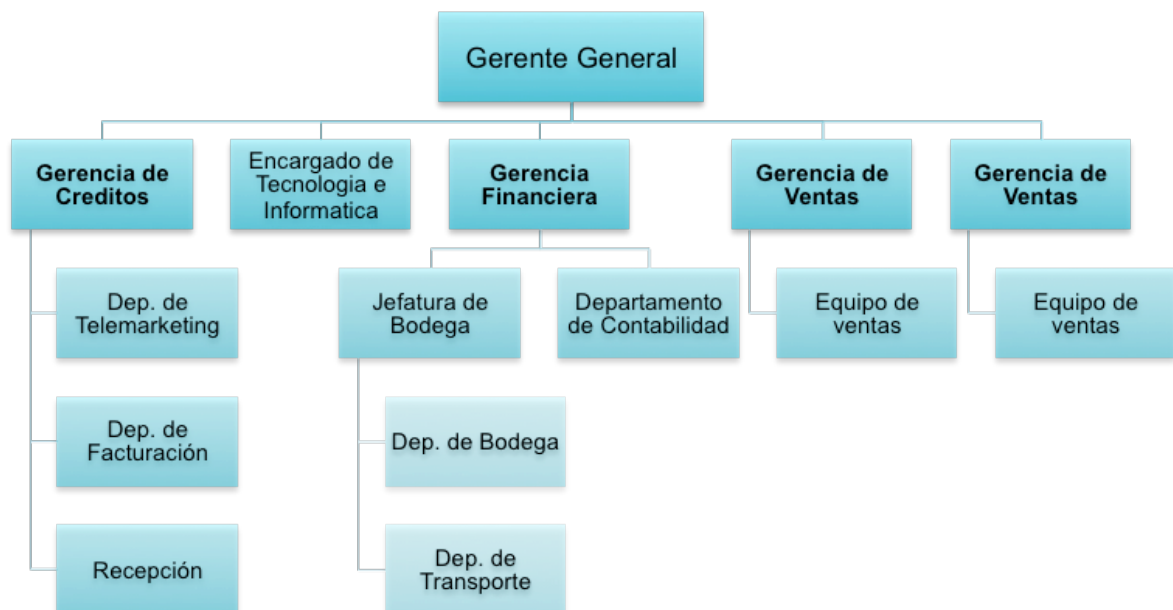 Gerente General
Gerencia de
Creditos
Encargado de
Tecnologia e
Informatica
Gerencia
Financiera
Gerencia de
Ventas
Gerencia de
Ventas
Dep. de
Telemarketing
Jefatura de
Bodega
Departamento
de Contabilidad
Equipo de
ventas
Equipo de
ventas
Dep. de
Facturación
Dep. de Bodega
Recepción
Dep. de
Transporte